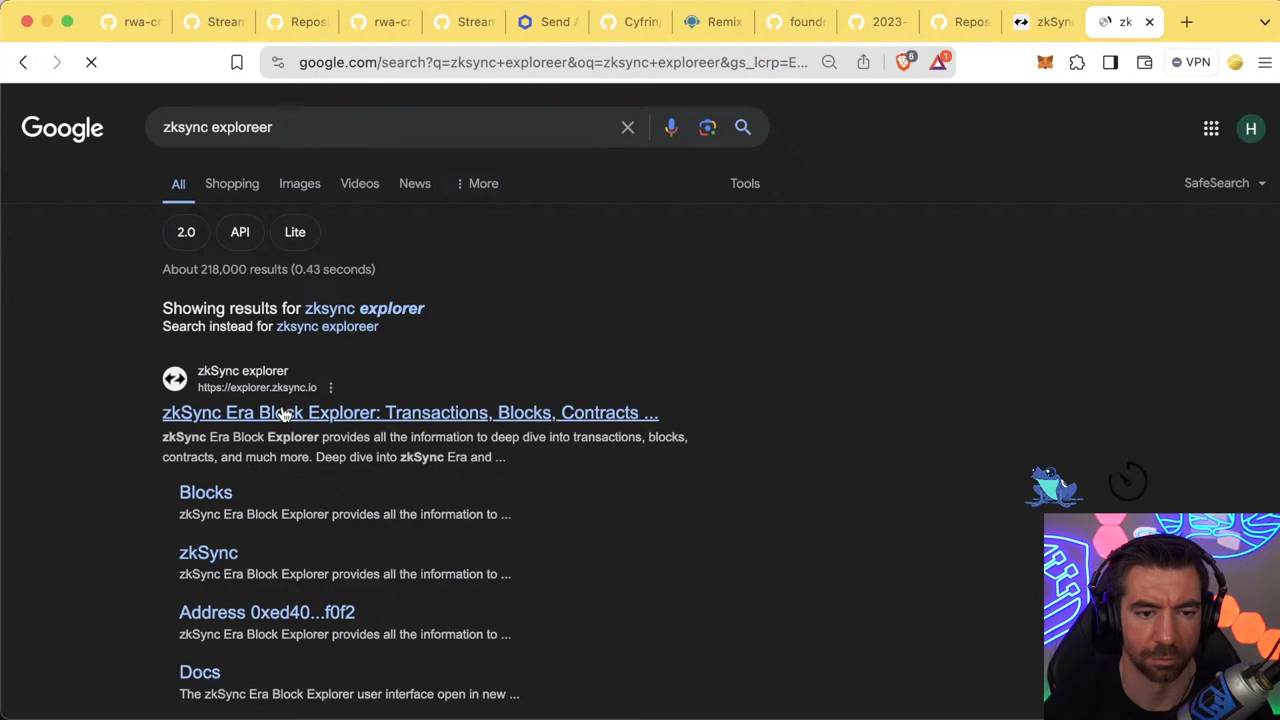 rwa-cr
Stream
Repos
rwa-cr
Stream
Send A
Cyfrin/
Remix
found
2023-
Repos
zkSyn
zk
google.com/search?q=zksync+exploreer&oq=zksync+exploreer&gs_lcrp=E...
6
1
VPN
Google
zksync exploreer
H
All
Shopping
Images
Videos
News
More
Tools
SafeSearch
2.0
API
Lite
About 218,000 results (0.43 seconds)
Showing results for zksync explorer
Search instead for zksync exploreer
zkSync explorer
https://explorer.zksync.io
zkSync Era Block Explorer: Transactions, Blocks, Contracts ...
zkSync Era Block Explorer provides all the information to deep dive into transactions, blocks,
contracts, and much more. Deep dive into zkSync Era and ...
Blocks
zkSync Era Block Explorer provides all the information to ...
zkSync
zkSync Era Block Explorer provides all the information to ...
Address 0xed40...f0f2
zkSync Era Block Explorer provides all the information to ...
Docs
The zkSync Era Block Explorer user interface open in new ...